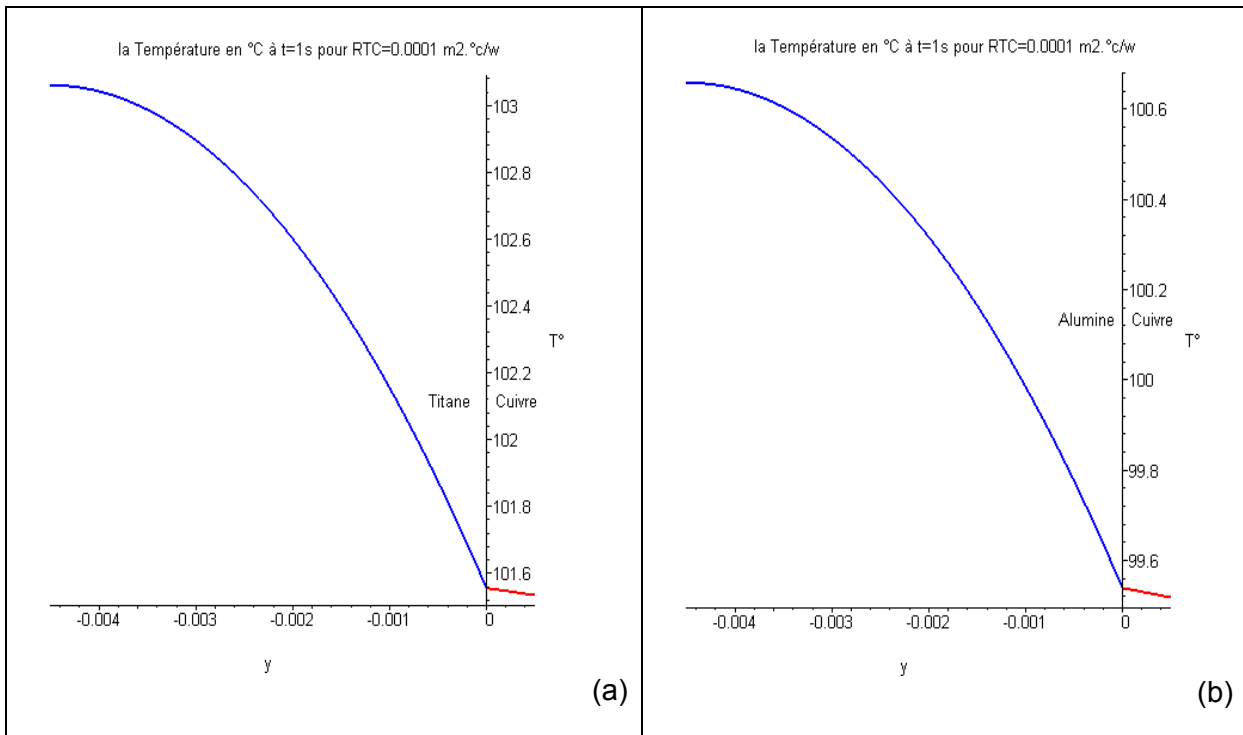 la Température en °C à t=1s pour RTC=0.0001 m2.°c/w
103
102.8
102.6
102.4
T°
102.2
Titane Cuivre
102
101.8
101.6
-0.004 -0.003 -0.002 -0.001 0
y
(a)
la Température en °C à t=1s pour RTC=0.0001 m2.°c/w
100.6
100.4
100.2
Alumine Cuivre
T°
100
99.8
99.6
-0.004 -0.003 -0.002 -0.001 0
y
(b)